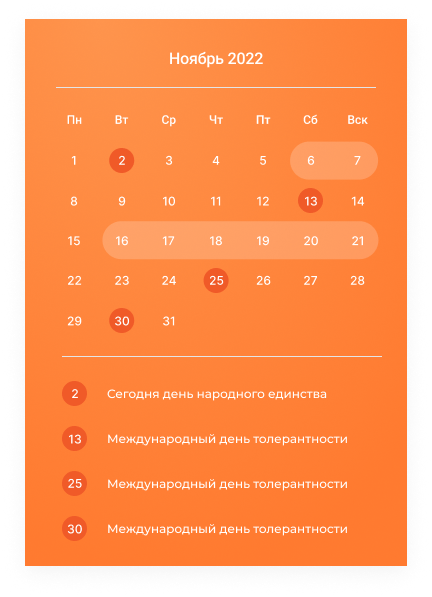 Ноябрь 2022
Пн Вт Ср Чт Пт Сб Вск
1 2 3 4 5 6 7
8 9 10 11 12 13 14
15 16 17 18 19 20 21
22 23 24 25 26 27 28
29 30 31
2 Сегодня день народного единства
13 Международный день толерантности
25 Международный день толерантности
30 Международный день толерантности